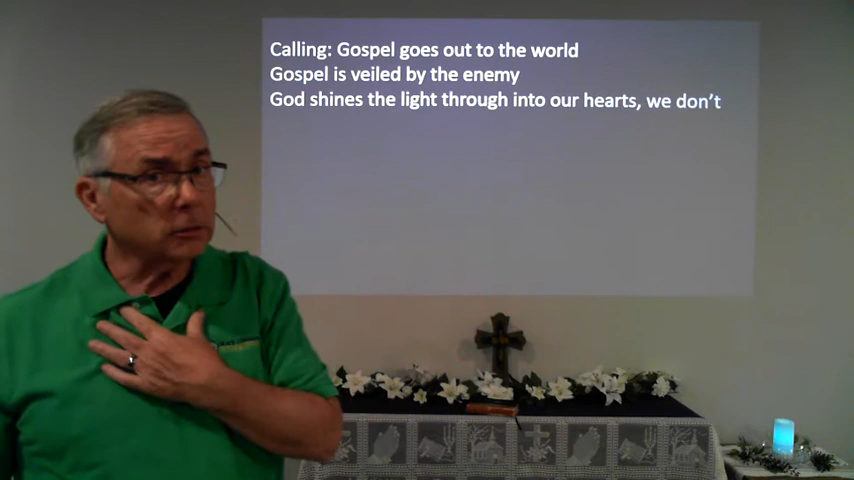 Calling: Gospel goes out to the world
Gospel is veiled by the enemy
God shines the light through into our hearts, we don't